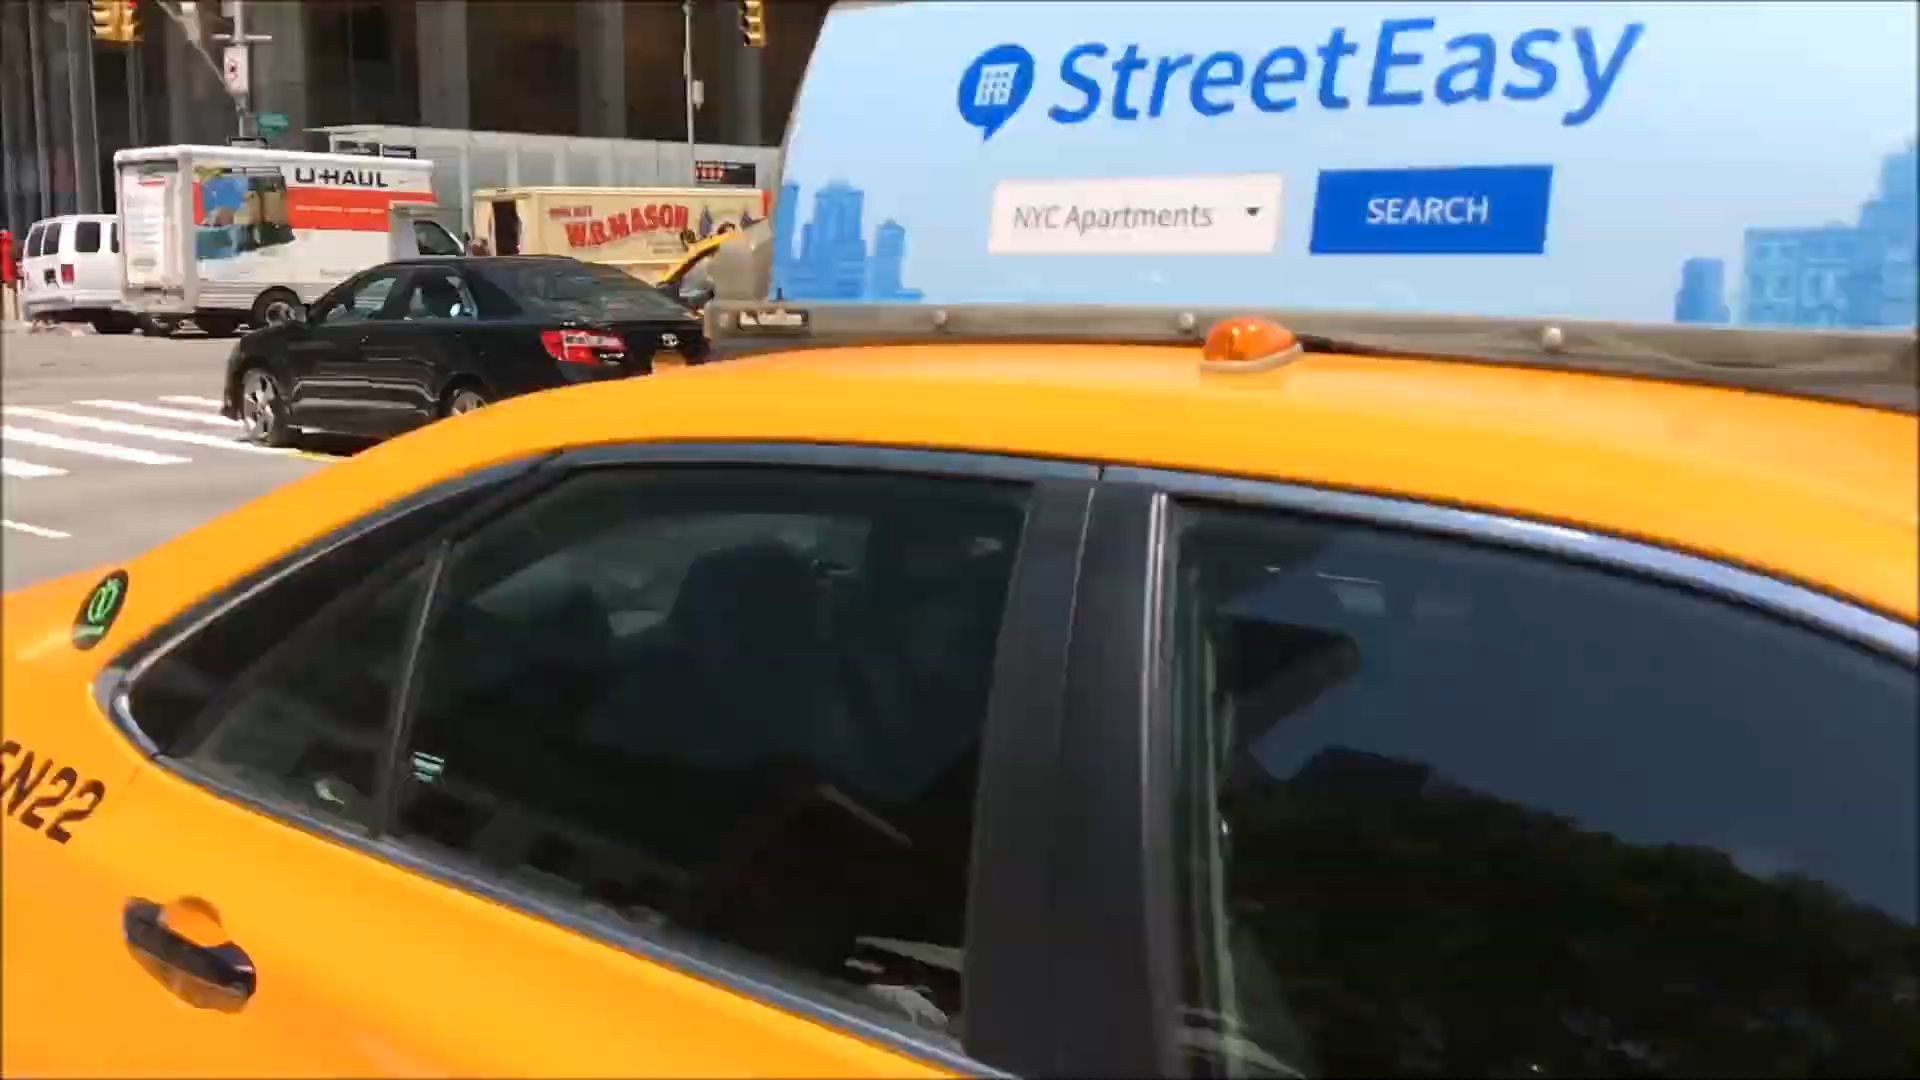 StreetEasy
NYC Apartments
SEARCH
U-HAUL
W.B.MASON
N22